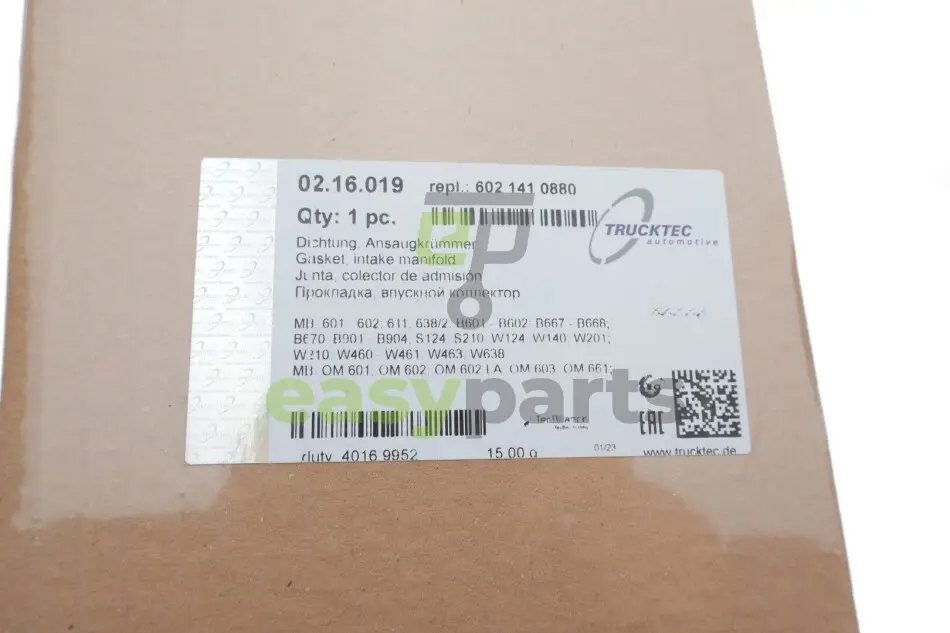 02.16.019 repl.: 602 141 0880
Qty: 1 pc.
TRUCKTEC
automotive
Dichtung, Ansaugkrümmer
Gasket, intake manifold
Junta, colector de admisión
Прокладка, впускной коллектор
MB 601 602, 611, 638/2, B601 - B602, B667 - B668;
B670, B901 - B904, S124, S210, W124, W140, W201;
W210, W460 - W461, W463, W638
MB: OM 601, OM 602, OM 602 LA, OM 603, OM 661;
easyparts
EAC
4016 9952 15.00 g 01/23 www.trucktec.de